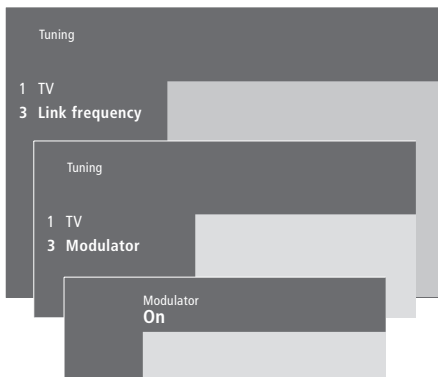 Tuning
1 TV
3 Link frequency
Tuning
1 TV
3 Modulator
Modulator
On